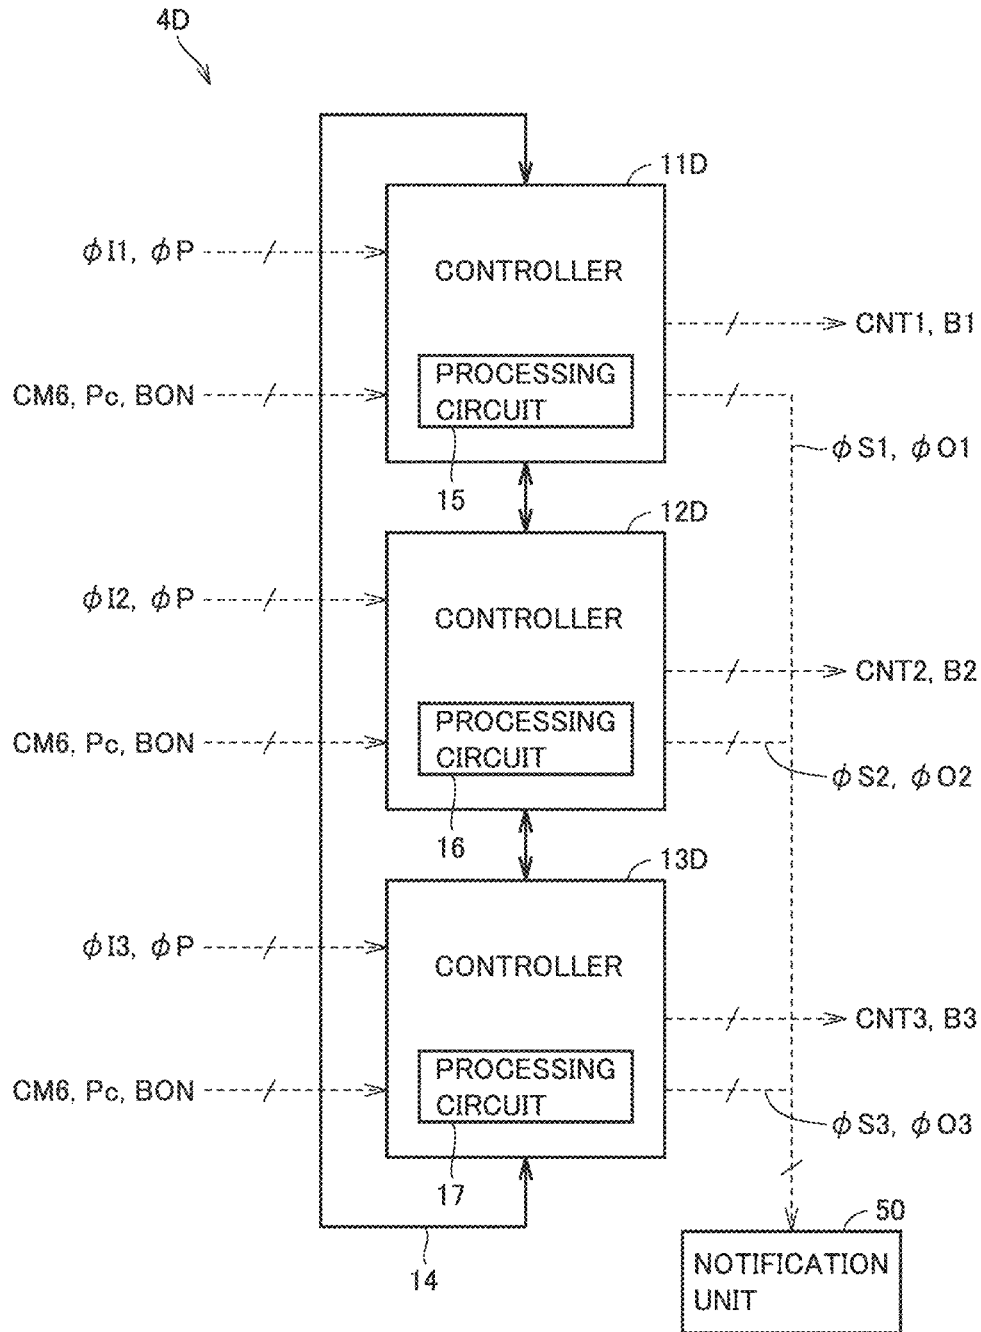 4D
11D
ϕI1, ϕP
CONTROLLER
CNT1, B1
CM6, Pc, BON
PROCESSING
CIRCUIT
ϕS1, ϕO1
15
12D
ϕI2, ϕP
CONTROLLER
CNT2, B2
CM6, Pc, BON
PROCESSING
CIRCUIT
ϕS2, ϕO2
16
13D
ϕI3, ϕP
CONTROLLER
CNT3, B3
CM6, Pc, BON
PROCESSING
CIRCUIT
ϕS3, ϕO3
17
50
14
NOTIFICATION
UNIT